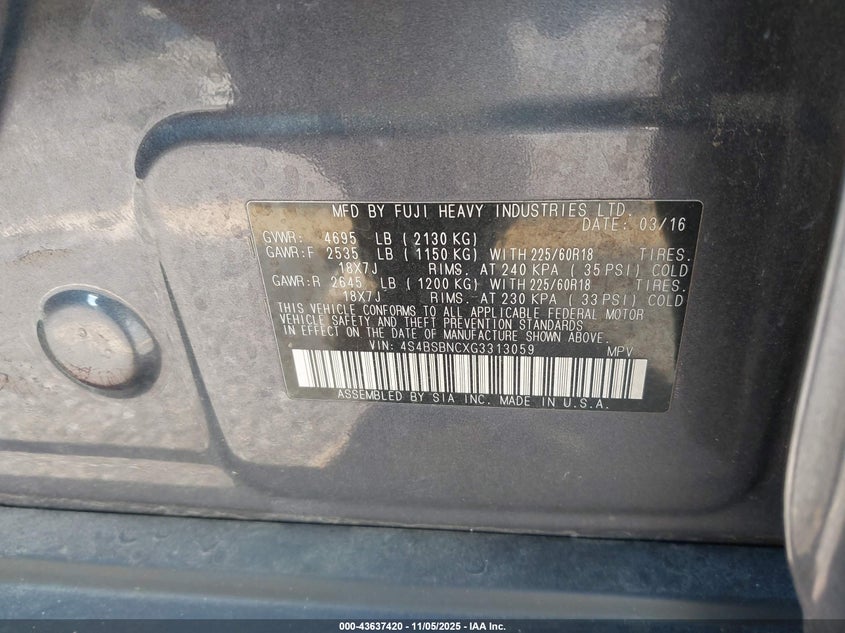 MFD BY FUJI HEAVY INDUSTRIES LTD.
DATE: 03/16
GVWR: 4695 LB ( 2130 KG)
GAWR:F 2535 LB ( 1150 KG) WITH 225/60R18 TIRES.
18X7J RIMS. AT 240 KPA ( 35 PSI) COLD
GAWR:R 2645 LB ( 1200 KG) WITH 225/60R18 TIRES.
18X7J RIMS. AT 230 KPA ( 33 PSI) COLD
THIS VEHICLE CONFORMS TO ALL APPLICABLE FEDERAL MOTOR
VEHICLE SAFETY AND THEFT PREVENTION STANDARDS
IN EFFECT ON THE DATE OF MANUFACTURE SHOWN ABOVE.
VIN: 4S4BSBNCXG3313059 MPV
ASSEMBLED BY SIA INC. MADE IN U.S.A.
000-43637420 - 11/05/2025 - IAA Inc.